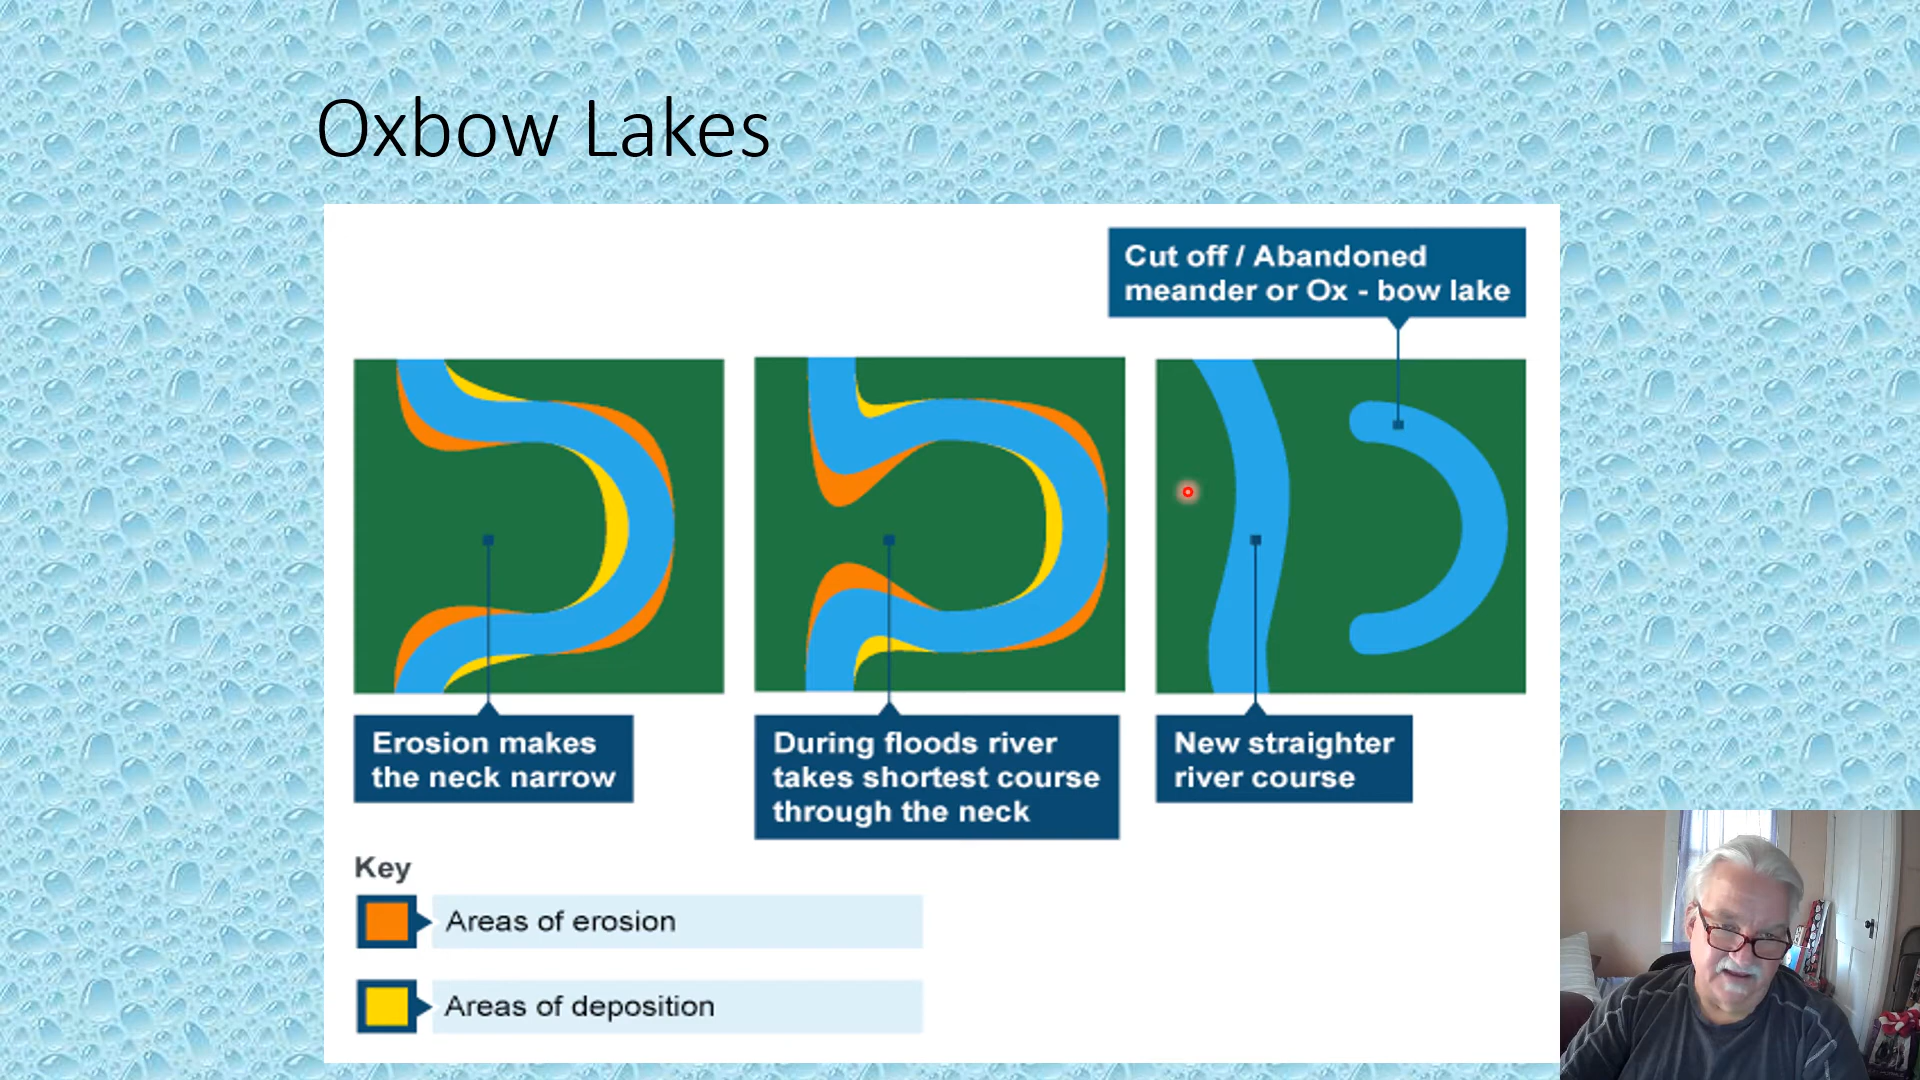 Oxbow Lakes
Cut off / Abandoned
meander or Ox - bow lake
Erosion makes
the neck narrow
During floods river
takes shortest course
through the neck
New straighter
river course
Key
Areas of erosion
Areas of deposition